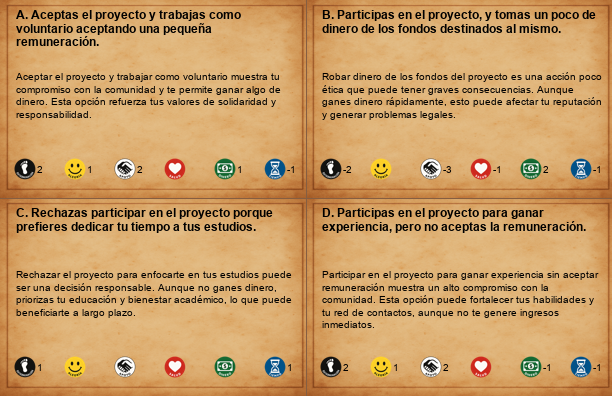 A. Aceptas el proyecto y trabajas como
voluntario aceptando una pequeña
remuneración.
Aceptar el proyecto y trabajar como voluntario muestra tu
compromiso con la comunidad y te permite ganar algo de
dinero. Esta opción refuerza tus valores de solidaridad y
responsabilidad.
2 1 2 1 -1
B. Participas en el proyecto, y tomas un poco de
dinero de los fondos destinados al mismo.
Robar dinero de los fondos del proyecto es una acción poco
ética que puede tener graves consecuencias. Aunque
ganes dinero rápidamente, esto puede afectar tu reputación
y generar problemas legales.
-2 -3 -1 2 -1
C. Rechazas participar en el proyecto porque
prefieres dedicar tu tiempo a tus estudios.
Rechazar el proyecto para enfocarte en tus estudios puede
ser una decisión responsable. Aunque no ganes dinero,
priorizas tu educación y bienestar académico, lo que puede
beneficiarte a largo plazo.
1 1
D. Participas en el proyecto para ganar
experiencia, pero no aceptas la remuneración.
Participar en el proyecto para ganar experiencia sin aceptar
remuneración muestra un alto compromiso con la
comunidad. Esta opción puede fortalecer tus habilidades y
tu red de contactos, aunque no te genere ingresos
inmediatos.
2 1 2 -1 -1